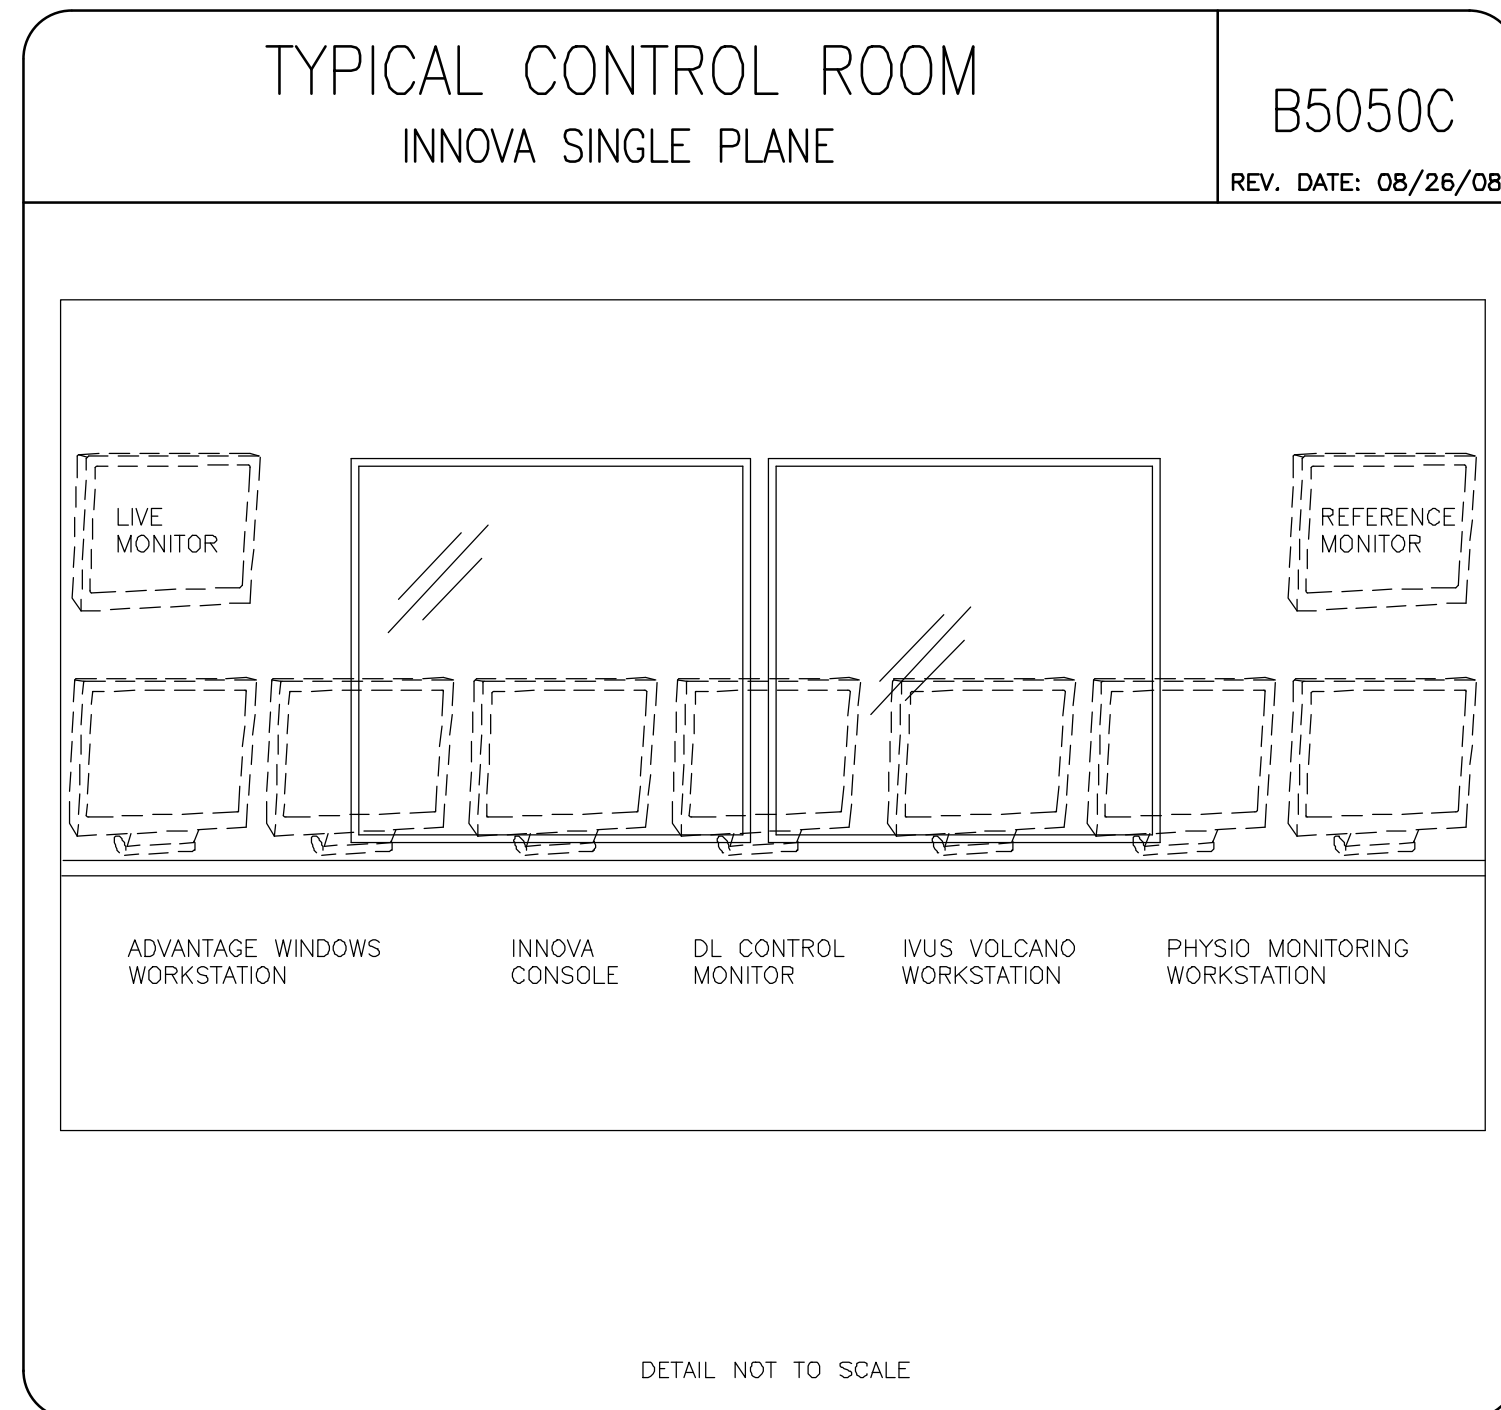 TYPICAL CONTROL ROOM
INNOVA SINGLE PLANE
B5050C
REV. DATE: 08/26/08
LIVE
MONITOR
REFERENCE
MONITOR
ADVANTAGE WINDOWS
WORKSTATION
INNOVA
CONSOLE
DL CONTROL
MONITOR
IVUS VOLCANO
WORKSTATION
PHYSIO MONITORING
WORKSTATION
DETAIL NOT TO SCALE